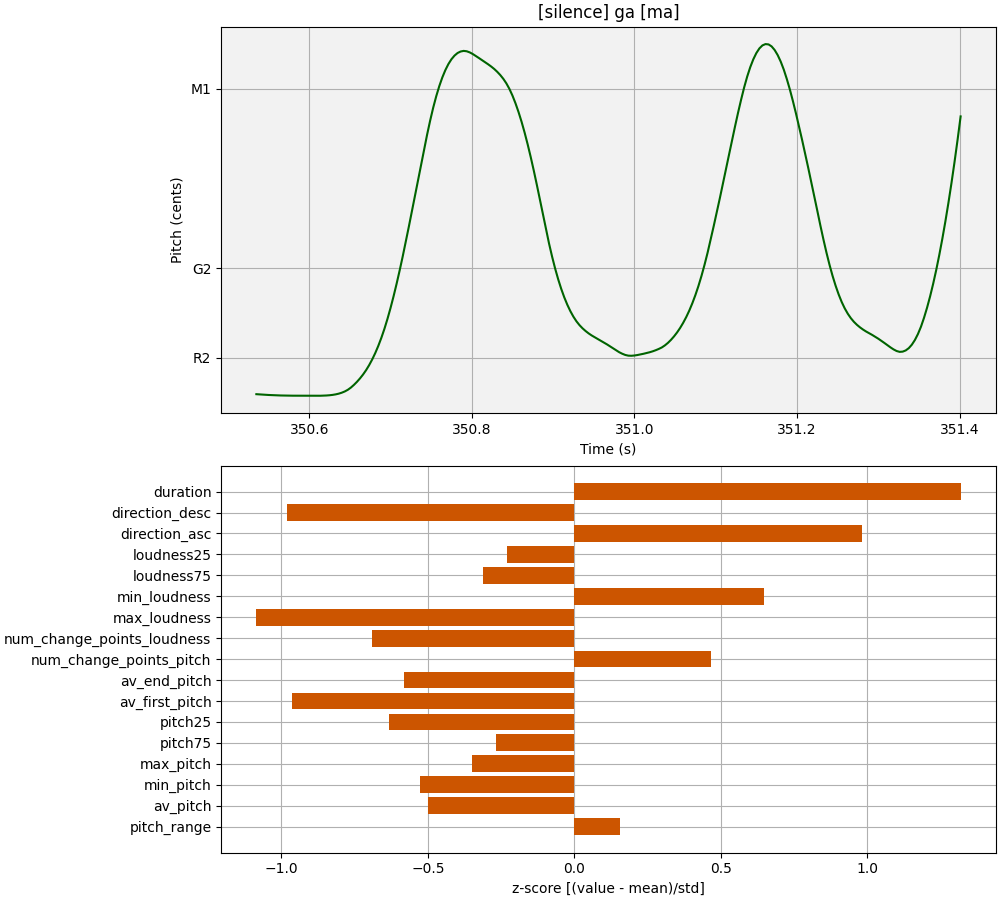 [silence] ga [ma]
M1
G2
R2
Pitch (cents)
350.6 350.8 351.0 351.2 351.4
Time (s)
duration
direction_desc
direction_asc
loudness25
loudness75
min_loudness
max_loudness
num_change_points_loudness
num_change_points_pitch
av_end_pitch
av_first_pitch
pitch25
pitch75
max_pitch
min_pitch
av_pitch
pitch_range
−1.0 −0.5 0.0 0.5 1.0
z-score [(value - mean)/std]